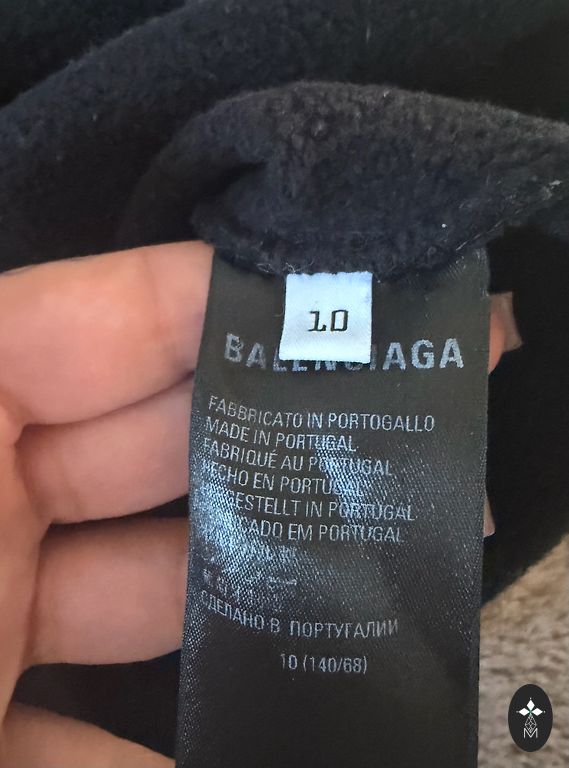 10
BALENCIAGA
FABBRICATO IN PORTOGALLO
MADE IN PORTUGAL
FABRIQUÉ AU PORTUGAL
HECHO EN PORTUGAL
HERGESTELLT IN PORTUGAL
FABRICADO EM PORTUGAL
СДЕЛАНО В ПОРТУГАЛИИ
10 (140/68)
M